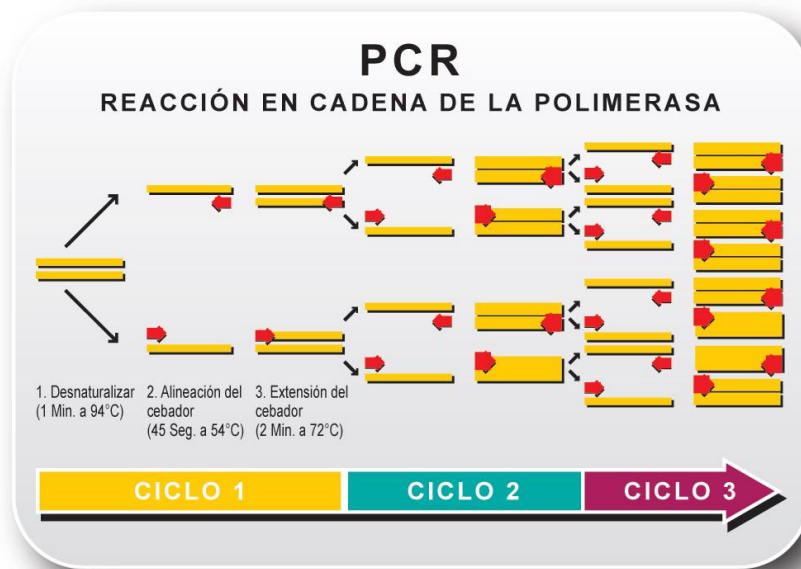 PCR
REACCIÓN EN CADENA DE LA POLIMERASA
1. Desnaturalizar
(1 Min. a 94°C)
2. Alineación del
cebador
(45 Seg. a 54°C)
3. Extensión del
cebador
(2 Min. a 72°C)
CICLO 1
CICLO 2
CICLO 3